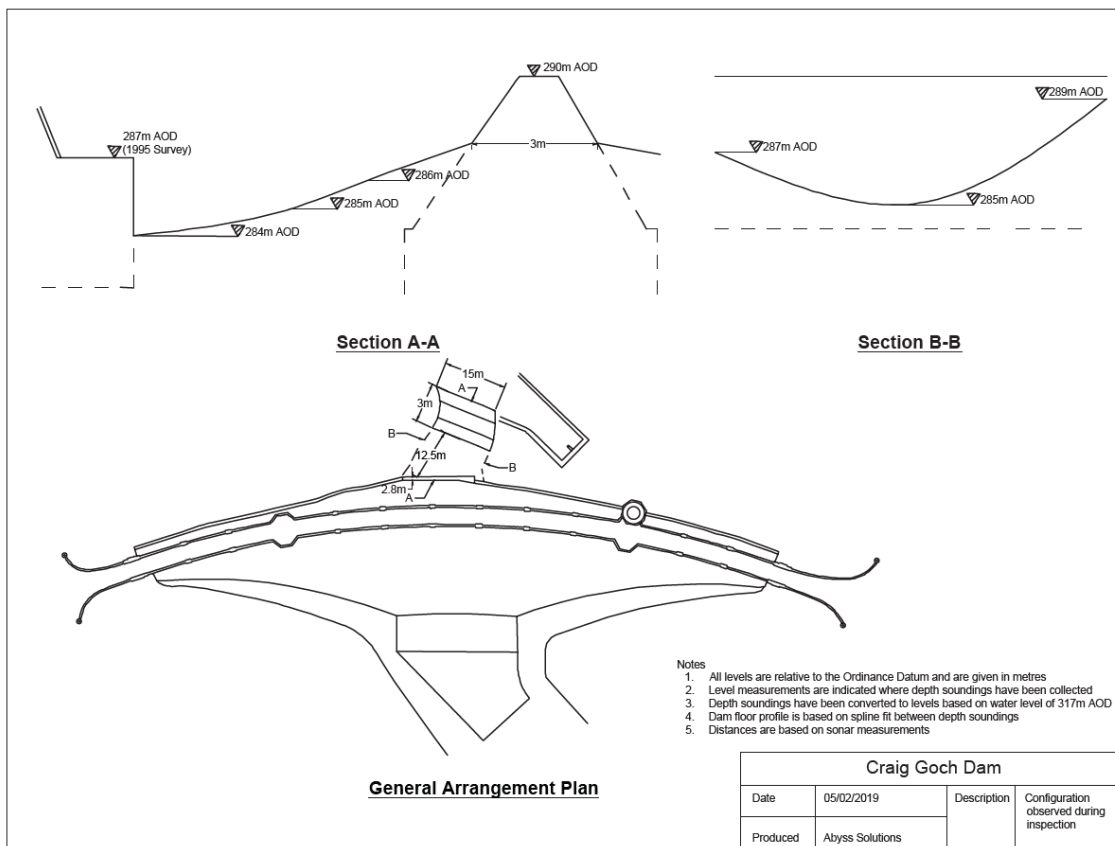 290m AOD
289m AOD
287m AOD
(1995 Survey)
3m
287m AOD
286m AOD
285m AOD
285m AOD
284m AOD
Section A-A
Section B-B
15m
A
3m
B
12.5m
B
2.8m
A
Notes
1. All levels are relative to the Ordinance Datum and are given in metres
2. Level measurements are indicated where depth soundings have been collected
3. Depth soundings have been converted to levels based on water level of 317m AOD
4. Dam floor profile is based on spline fit between depth soundings
5. Distances are based on sonar measurements
General Arrangement Plan
Craig Goch Dam
Date 05/02/2019 Description Configuration
observed during
inspection
Produced Abyss Solutions